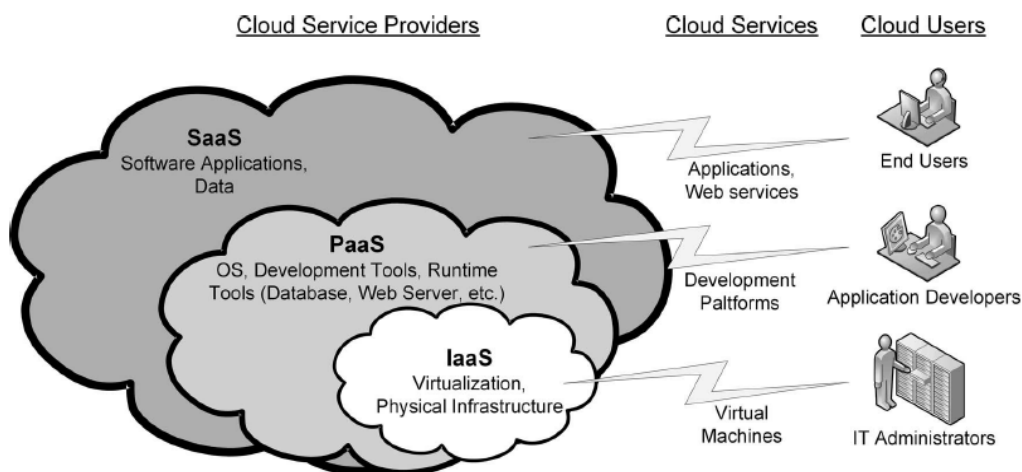 Cloud Service Providers
Cloud Services
Cloud Users
SaaS
Software Applications,
Data
Applications,
Web services
End Users
PaaS
OS, Development Tools, Runtime
Tools (Database, Web Server, etc.)
Development
Paltforms
Application Developers
IaaS
Virtualization,
Physical Infrastructure
Virtual
Machines
IT Administrators